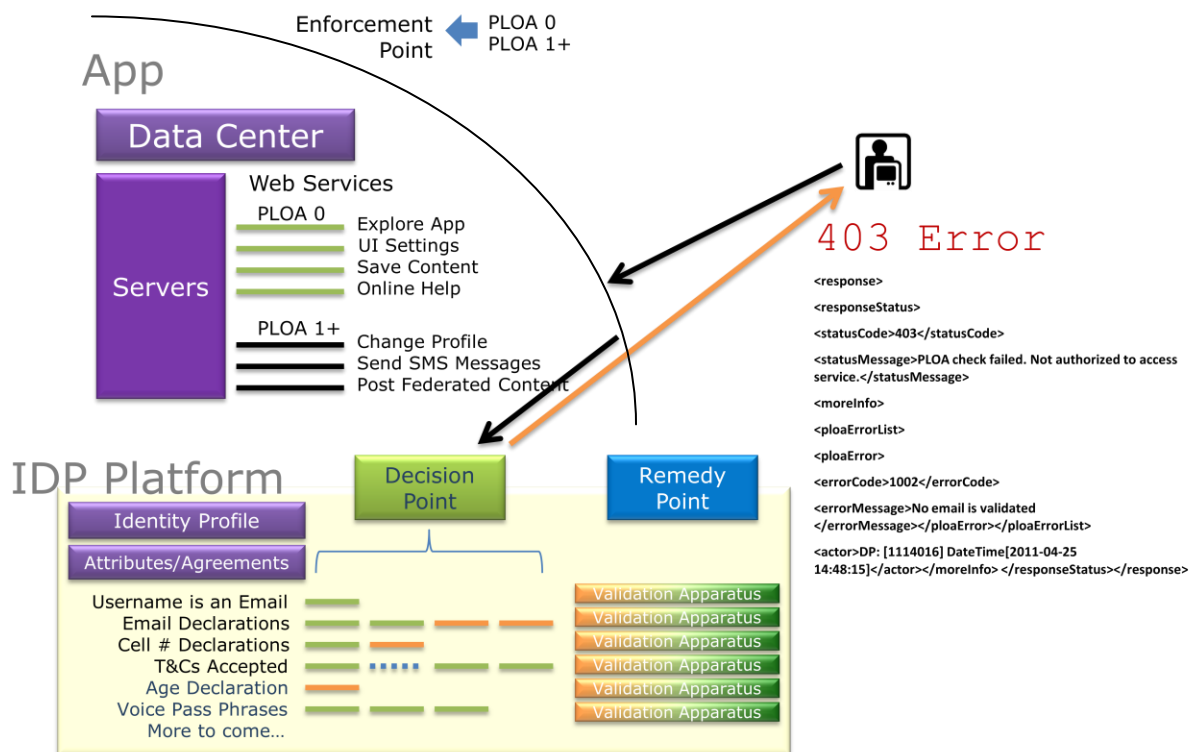 Enforcement
Point
PLOA 0
PLOA 1+
App
Data Center
Servers
Web Services
PLOA 0
Explore App
UI Settings
Save Content
Online Help
PLOA 1+
Change Profile
Send SMS Messages
Post Federated Content
403 Error
<response>
<responseStatus>
<statusCode>403</statusCode>
<statusMessage>PLOA check failed. Not authorized to access
service.</statusMessage>
<moreInfo>
<ploaErrorList>
<ploaError>
<errorCode>1002</errorCode>
<errorMessage>No email is validated
</errorMessage></ploaError></ploaErrorList>
<actor>DP: [1114016] DateTime[2011-04-25
14:48:15]</actor></moreInfo> </responseStatus></response>
IDP Platform
Decision
Point
Remedy
Point
Identity Profile
Attributes/Agreements
Username is an Email
Email Declarations
Cell # Declarations
T&Cs Accepted
Age Declaration
Voice Pass Phrases
More to come...
Validation Apparatus
Validation Apparatus
Validation Apparatus
Validation Apparatus
Validation Apparatus
Validation Apparatus